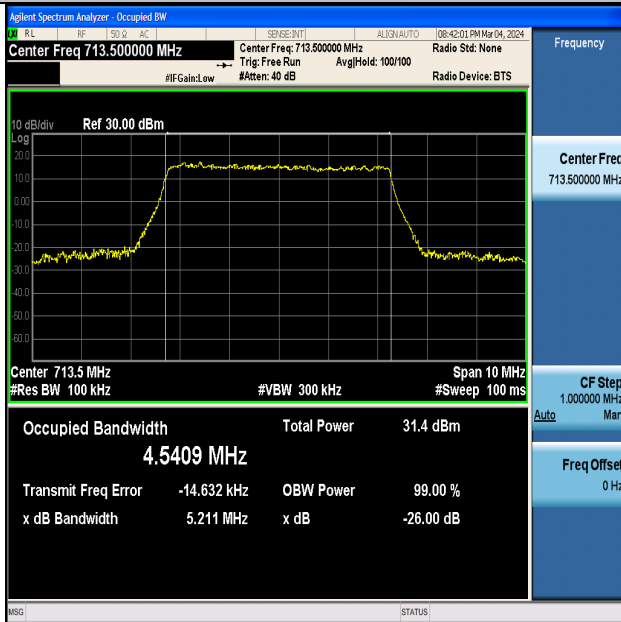 Agilent Spectrum Analyzer - Occupied BW
LXI RL RF 50 Ω AC SENSE:INT ALIGN AUTO 08:42:01 PM Mar 04, 2024
Center Freq 713.500000 MHz Center Freq: 713.500000 MHz Radio Std: None
Trig: Free Run Avg|Hold: 100/100
#IFGain:Low #Atten: 40 dB Radio Device: BTS
Frequency
10 dB/div Ref 30.00 dBm
Log
20.0
10.0
0.00
-10.0
-20.0
-30.0
-40.0
-50.0
-60.0
Center Freq
713.500000 MHz
Center 713.5 MHz Span 10 MHz
#Res BW 100 kHz #VBW 300 kHz #Sweep 100 ms
CF Step
1.000000 MHz
Auto Man
Occupied Bandwidth Total Power 31.4 dBm
4.5409 MHz
Transmit Freq Error -14.632 kHz OBW Power 99.00 %
x dB Bandwidth 5.211 MHz x dB -26.00 dB
Freq Offset
0 Hz
MSG STATUS